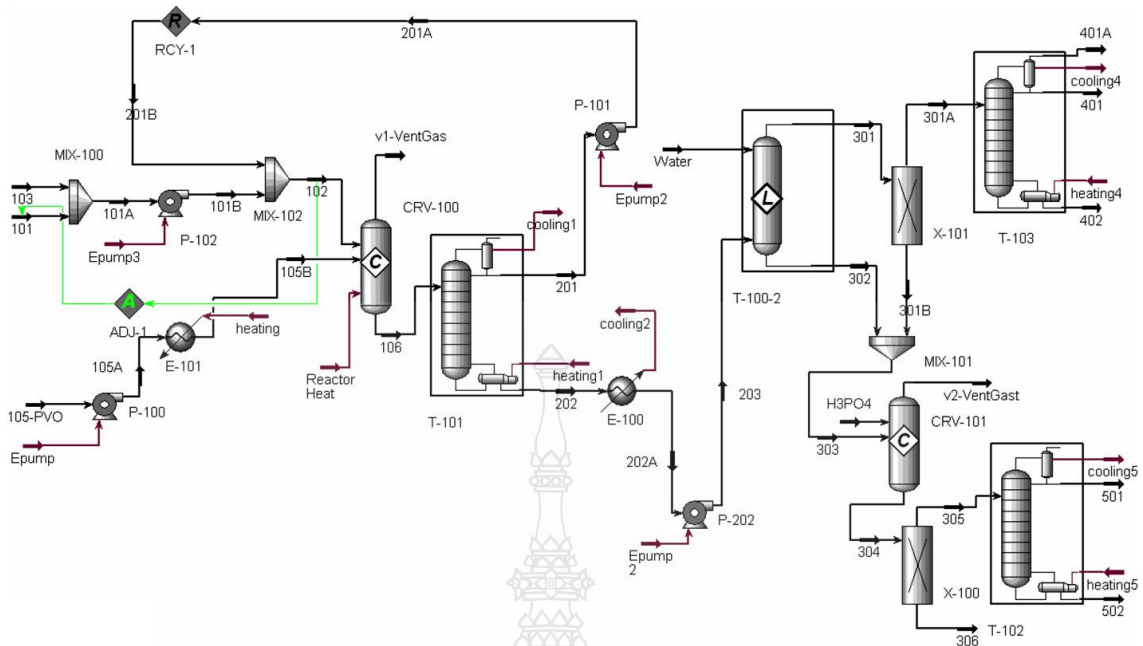 R
RCY-1
201A
201B
MIX-100
103
101
101A
101B
P-102
Epump3
MIX-102
102
v1-VentGas
CRV-100
C
105B
A
ADJ-1
E-101
heating
105A
105-PVO
P-100
Epump
Reactor
Heat
106
T-101
cooling1
201
heating1
202
P-101
Epump2
cooling2
E-100
202A
P-202
Epump
2
203
Water
L
T-100-2
301
302
X-101
301A
301B
MIX-101
401A
cooling4
401
heating4
402
T-103
v2-VentGast
H3PO4
CRV-101
C
303
304
X-100
305
306
cooling5
501
heating5
502
T-102